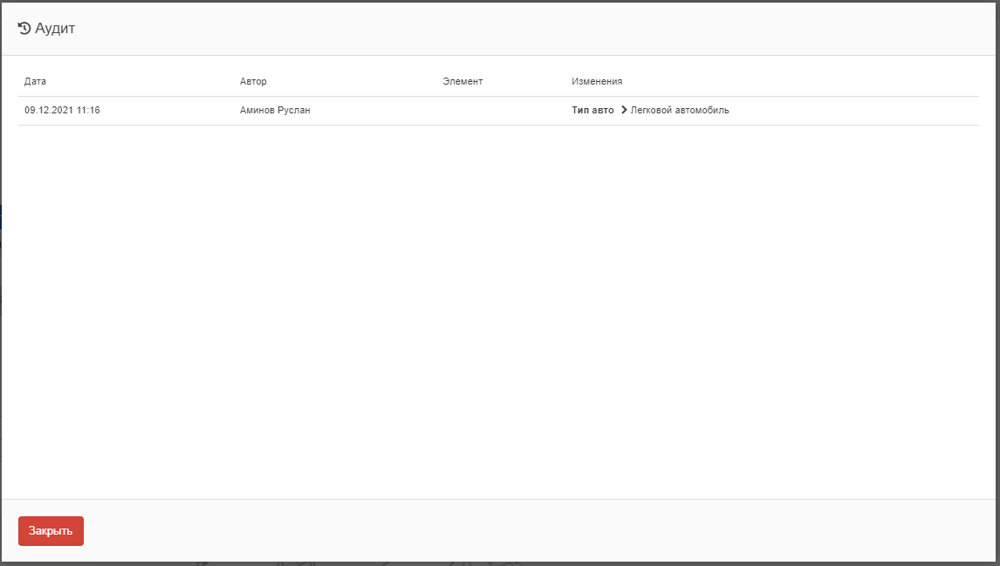 Аудит
Дата Автор Элемент Изменения
09.12.2021 11:16 Аминов Руслан Тип авто Легковой автомобиль
Закрыть